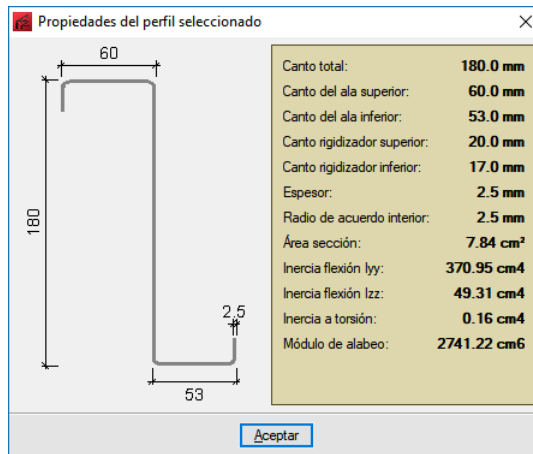 Propiedades del perfil seleccionado
60
180
2.5
53
Canto total: 180.0 mm
Canto del ala superior: 60.0 mm
Canto del ala inferior: 53.0 mm
Canto rigidizador superior: 20.0 mm
Canto rigidizador inferior: 17.0 mm
Espesor: 2.5 mm
Radio de acuerdo interior: 2.5 mm
Área sección: 7.84 cm²
Inercia flexión Iyy: 370.95 cm4
Inercia flexión Izz: 49.31 cm4
Inercia a torsión: 0.16 cm4
Módulo de alabeo: 2741.22 cm6
Aceptar